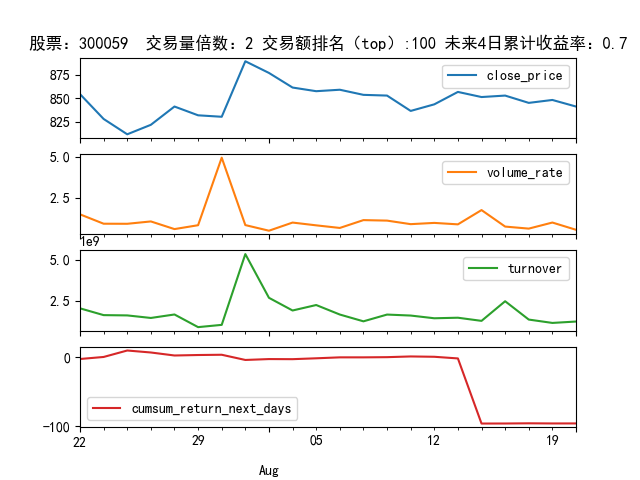 股票：300059  交易量倍数：2 交易额排名（top）:100 未来4日累计收益率：0.7
875
850
825
close_price
5.0
2.5
volume_rate
1e9
5.0
2.5
turnover
0
−100
cumsum_return_next_days
22 29 05 12 19
Aug